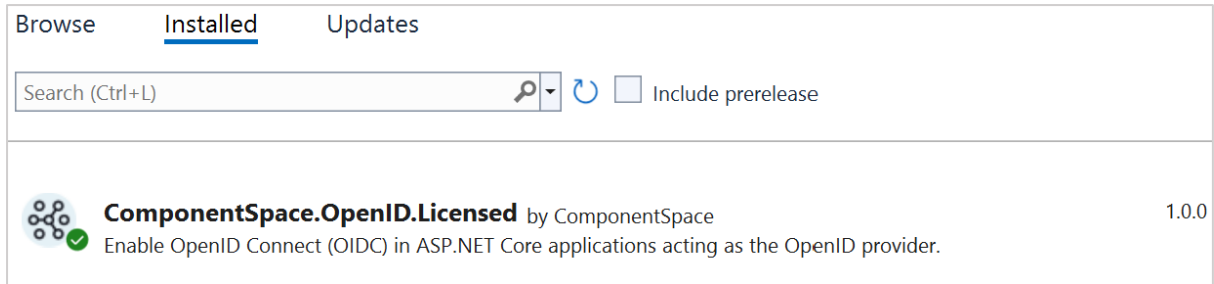 Browse Installed Updates
Search (Ctrl+L) Include prerelease
ComponentSpace.OpenID.Licensed by ComponentSpace 1.0.0
Enable OpenID Connect (OIDC) in ASP.NET Core applications acting as the OpenID provider.